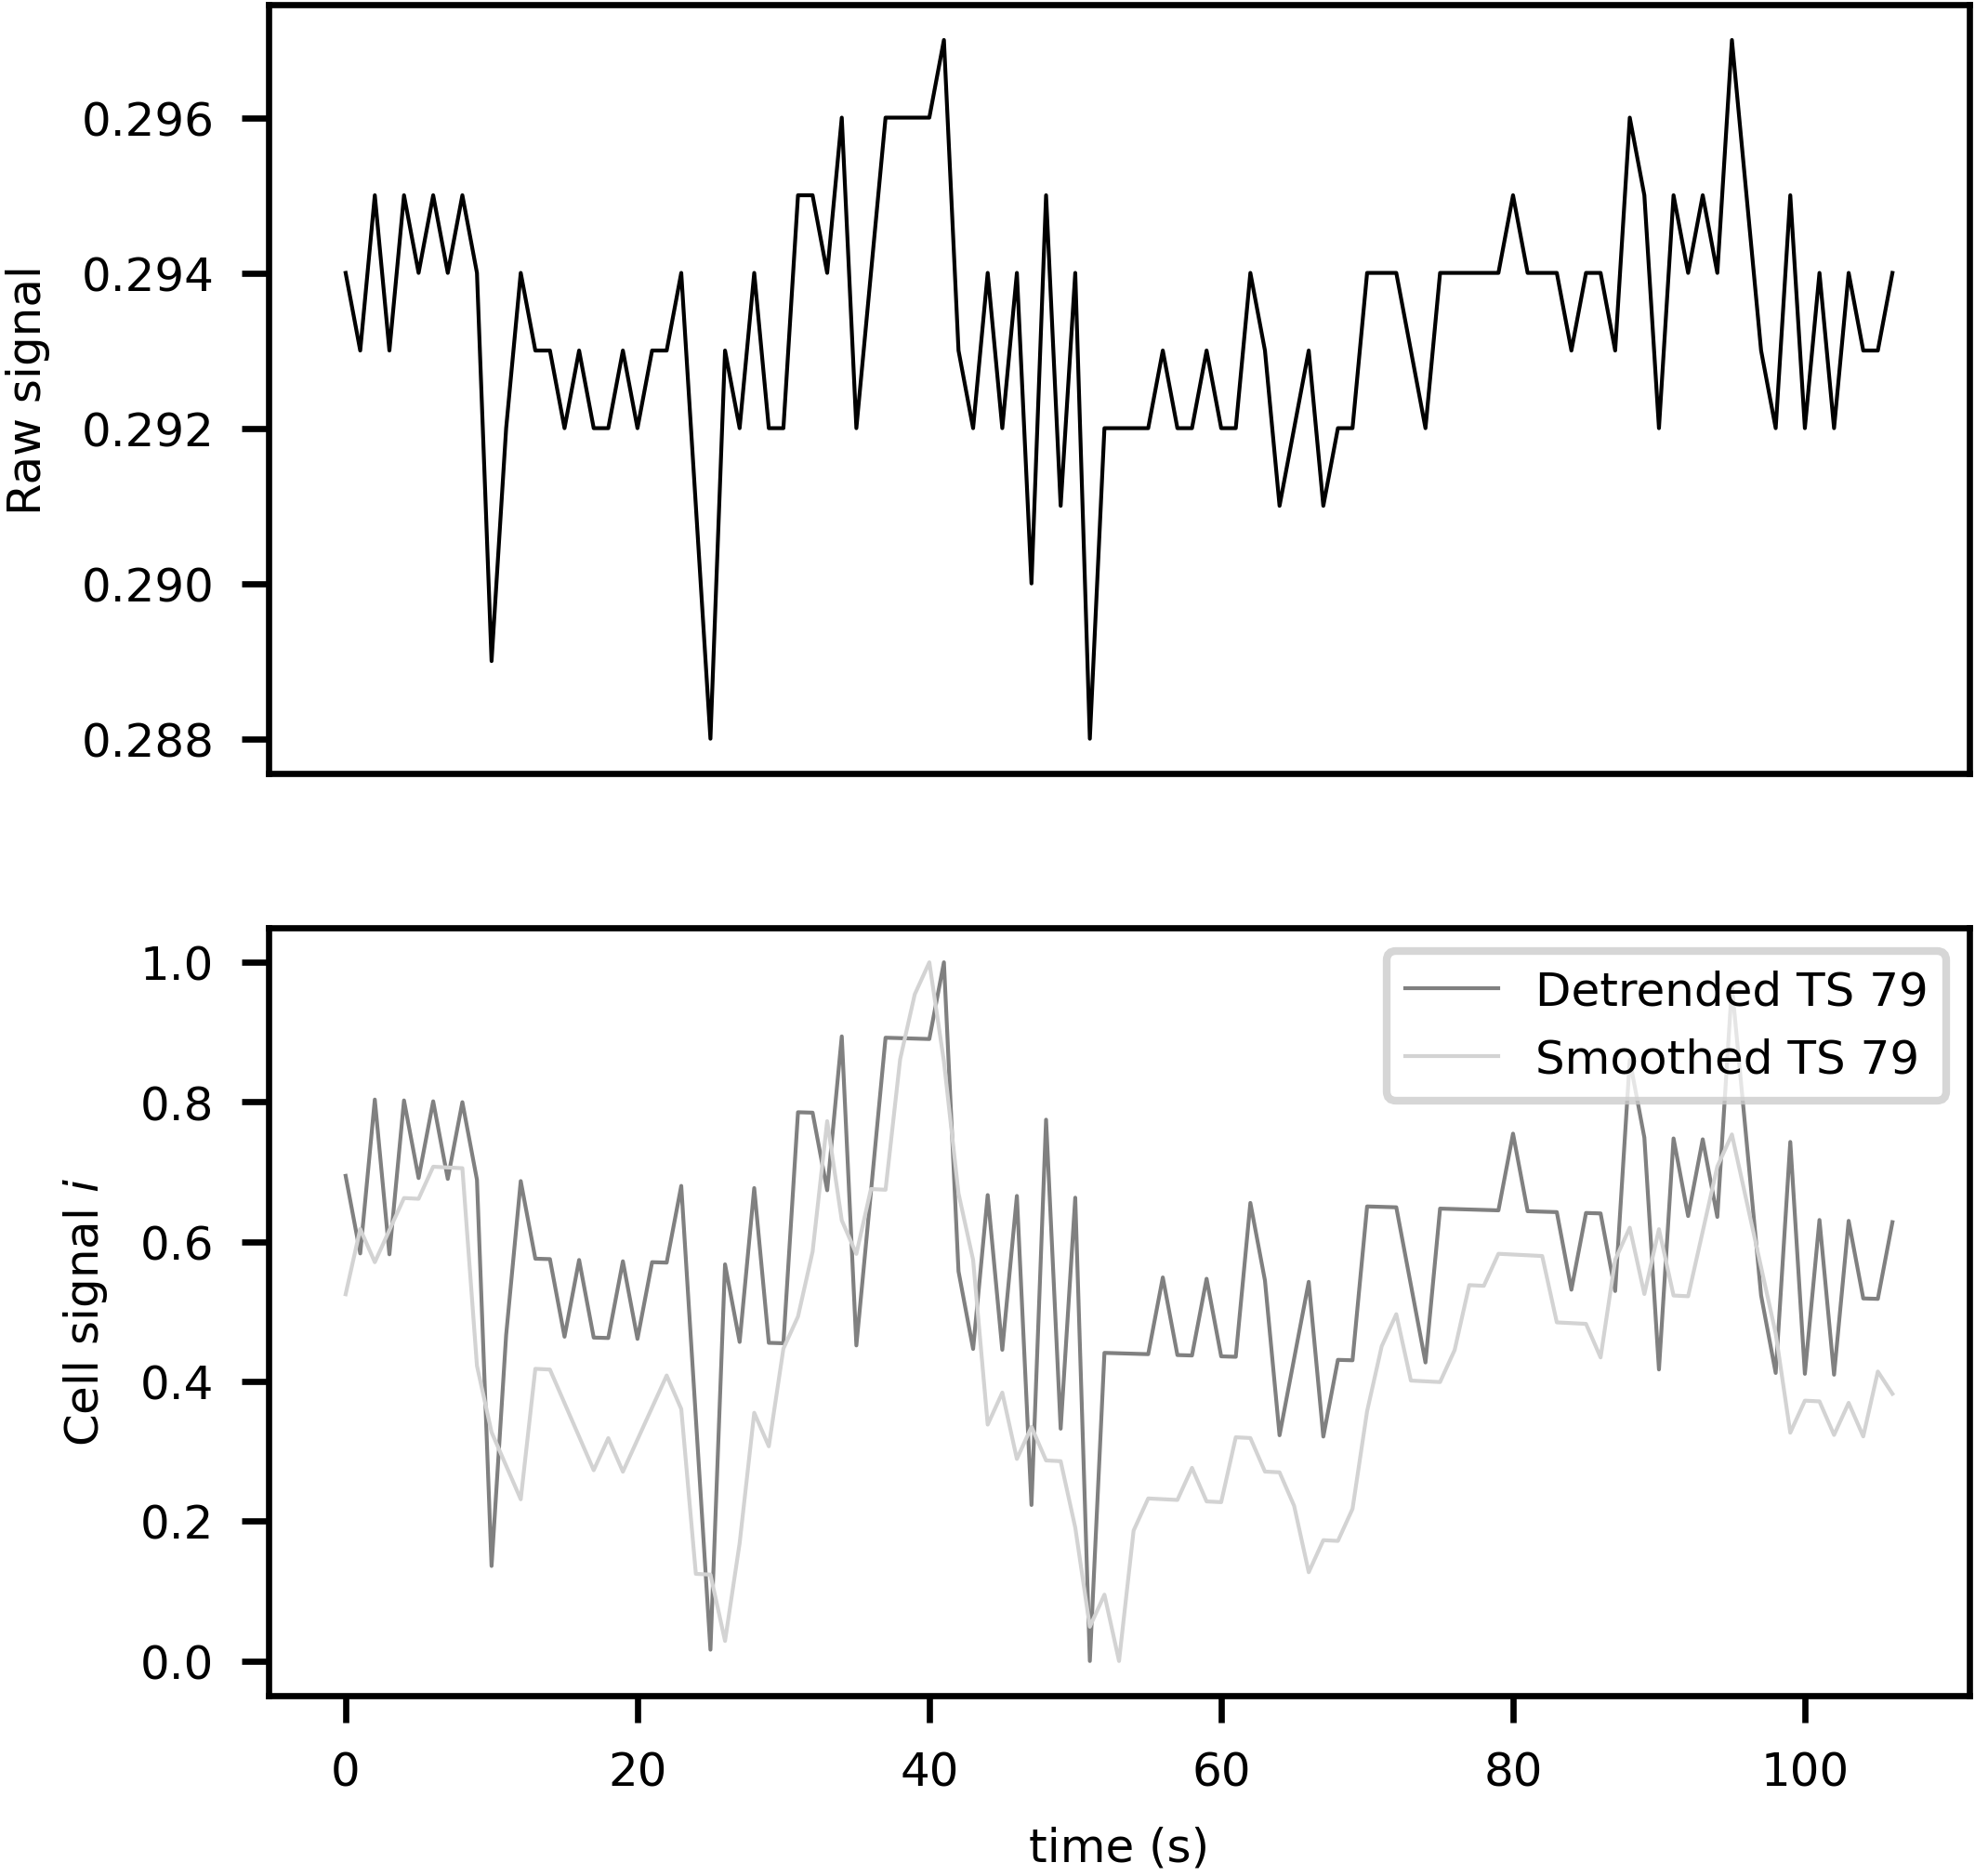 Raw signal
0.296
0.294
0.292
0.290
0.288
Cell signal i
1.0
0.8
0.6
0.4
0.2
0.0
Detrended TS 79
Smoothed TS 79
0 20 40 60 80 100
time (s)